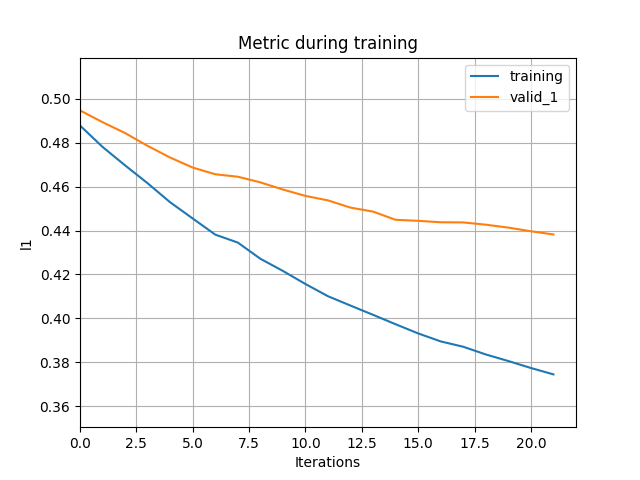 Metric during training
training
valid_1
0.50
0.48
0.46
0.44
0.42
0.40
0.38
0.36
l1
0.0 2.5 5.0 7.5 10.0 12.5 15.0 17.5 20.0
Iterations